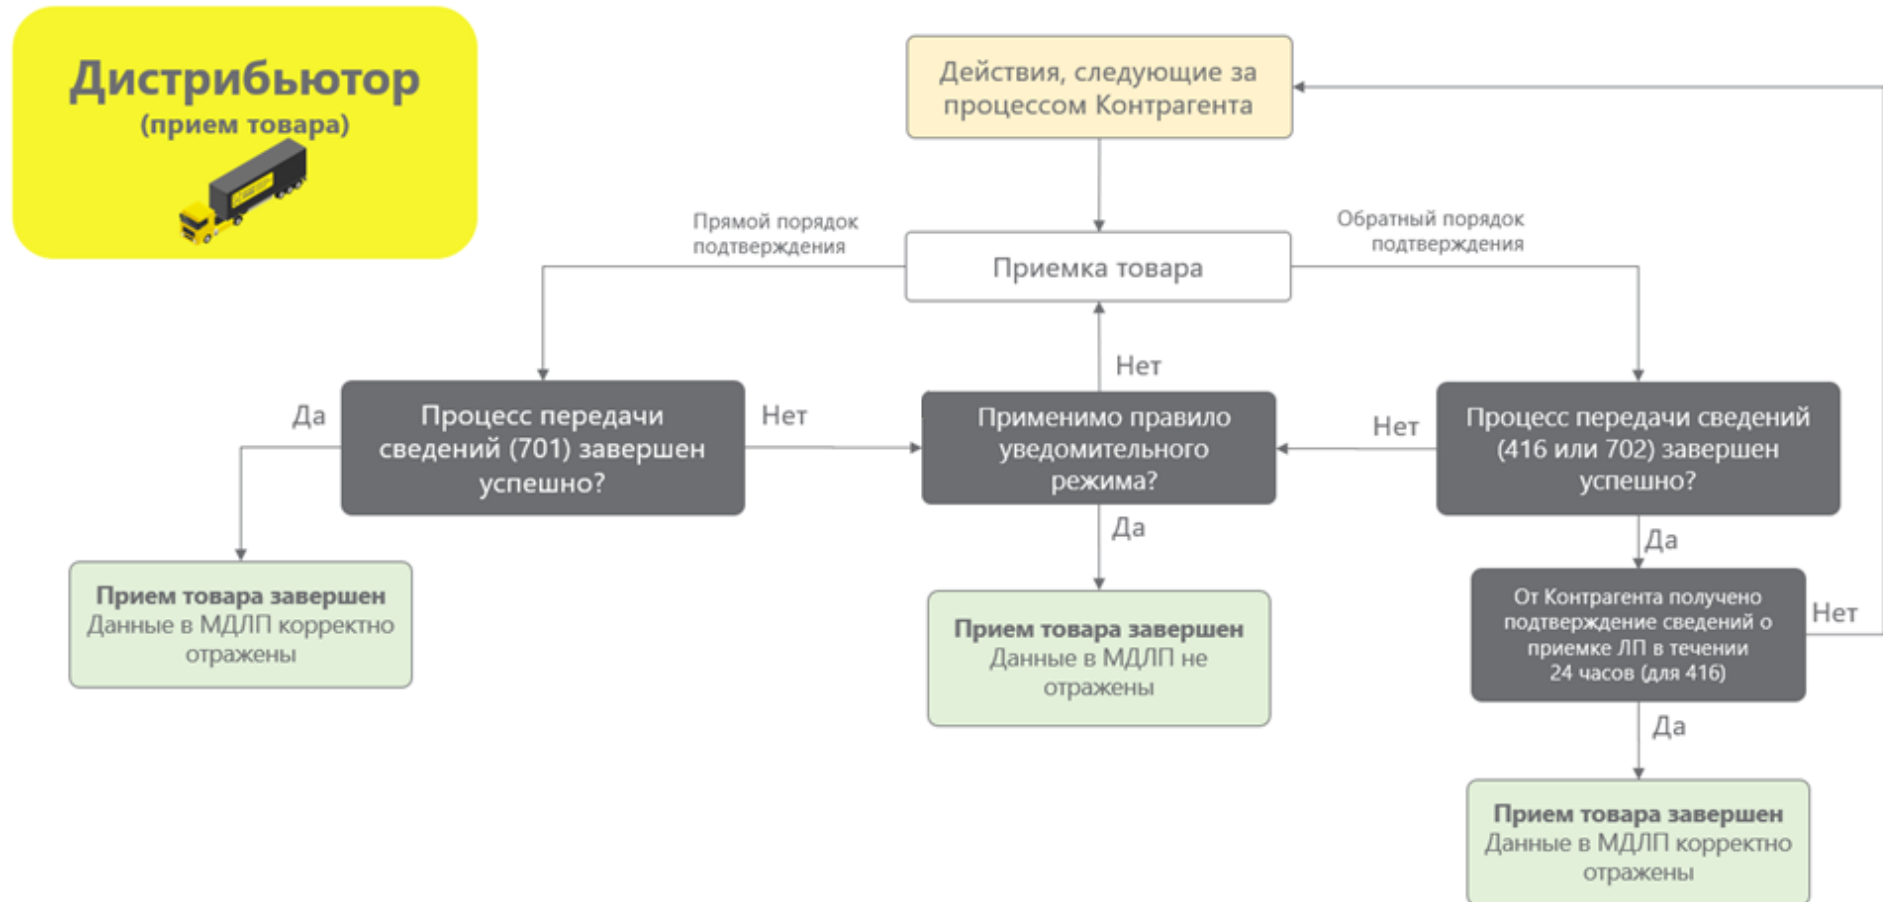 Дистрибьютор
(прием товара)
Действия, следующие за
процессом Контрагента
Прямой порядок
подтверждения
Обратный порядок
подтверждения
Приемка товара
Нет
Да
Процесс передачи
сведений (701) завершен
успешно?
Нет
Применимо правило
уведомительного
режима?
Нет
Процесс передачи сведений
(416 или 702) завершен
успешно?
Да
Да
Прием товара завершен
Данные в МДЛП корректно
отражены
Прием товара завершен
Данные в МДЛП не
отражены
От Контрагента получено
подтверждение сведений о
приемке ЛП в течении
24 часов (для 416)
Нет
Да
Прием товара завершен
Данные в МДЛП корректно
отражены